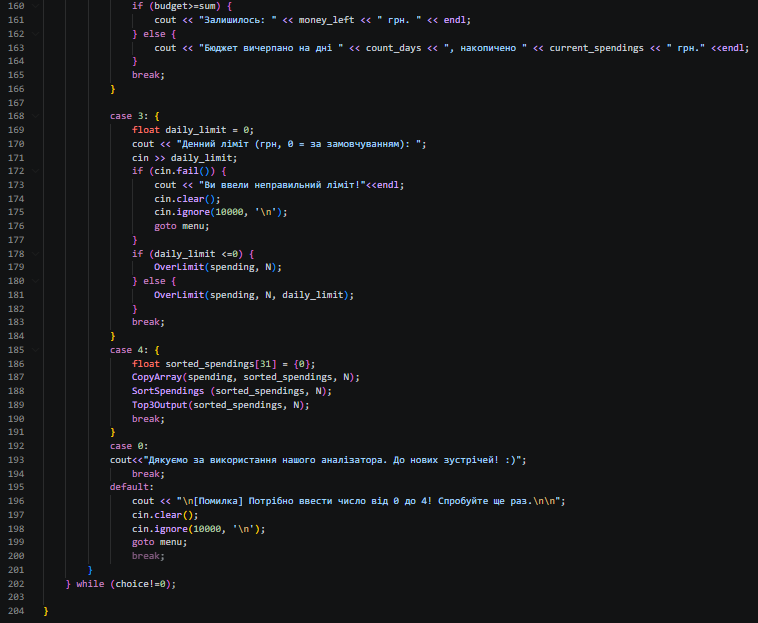 160 if (budget>=sum) {
161 cout << "Залишилось: " << money_left << " грн. " << endl;
162 } else {
163 cout << "Бюджет вичерпано на дні " << count_days << ", накопичено " << current_spendings << " грн." <<endl;
164 }
165 break;
166 }
167
168 case 3: {
169 float daily_limit = 0;
170 cout << "Денний ліміт (грн, 0 = за замовчуванням): ";
171 cin >> daily_limit;
172 if (cin.fail()) {
173 cout << "Ви ввели неправильний ліміт!"<<endl;
174 cin.clear();
175 cin.ignore(10000, '\n');
176 goto menu;
177 }
178 if (daily_limit <=0) {
179 OverLimit(spending, N);
180 } else {
181 OverLimit(spending, N, daily_limit);
182 }
183 break;
184 }
185 case 4: {
186 float sorted_spendings[31] = {0};
187 CopyArray(spending, sorted_spendings, N);
188 SortSpendings (sorted_spendings, N);
189 Top3Output(sorted_spendings, N);
190 break;
191 }
192 case 0:
193 cout<<"Дякуємо за використання нашого аналізатора. До нових зустрічей! :)";
194 break;
195 default:
196 cout << "\n[Помилка] Потрібно ввести число від 0 до 4! Спробуйте ще раз.\n\n";
197 cin.clear();
198 cin.ignore(10000, '\n');
199 goto menu;
200 break;
201 }
202 } while (choice!=0);
203
204 }